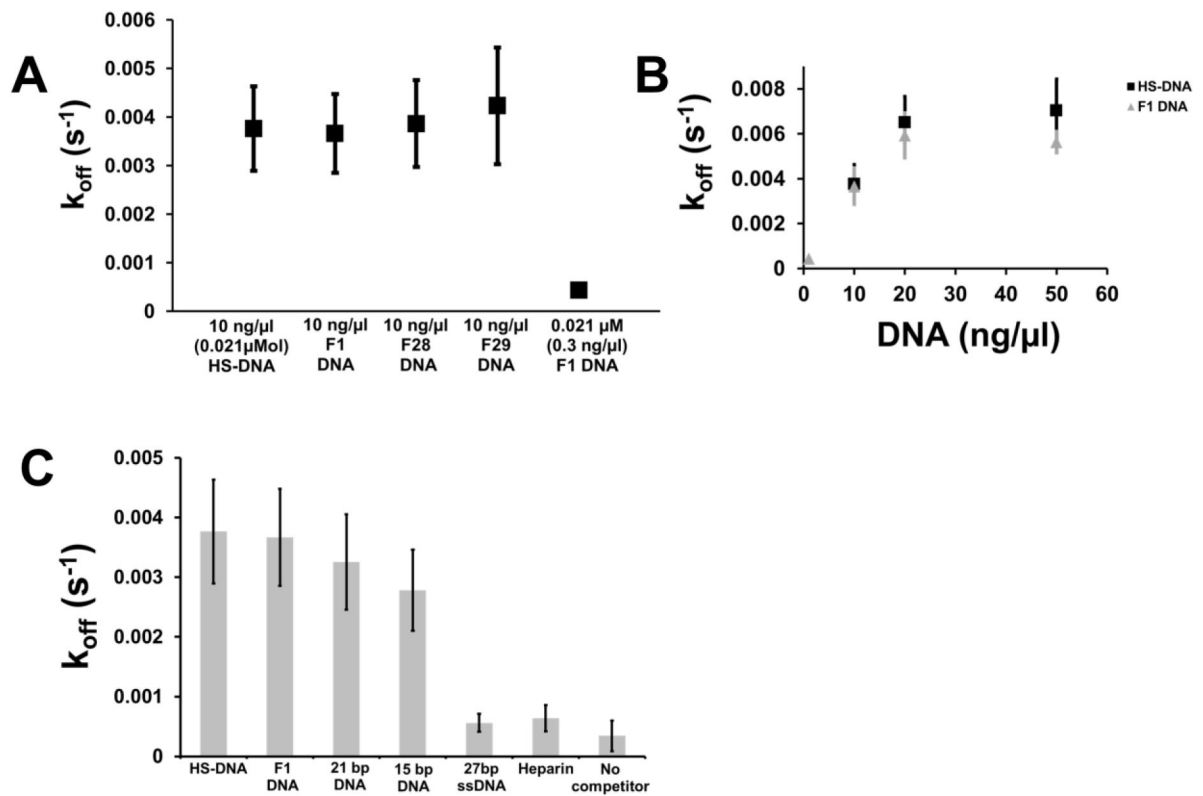 A
0.006
0.005
0.004
0.003
0.002
0.001
0
koff (s-1)
10 ng/µl
(0.021µMol)
HS-DNA
10 ng/µl
F1
DNA
10 ng/µl
F28
DNA
10 ng/µl
F29
DNA
0.021 µM
(0.3 ng/µl)
F1 DNA
B
0.008
0.006
0.004
0.002
0
koff (s-1)
0 10 20 30 40 50 60
DNA (ng/µl)
HS-DNA
F1 DNA
C
0.005
0.004
0.003
0.002
0.001
0
koff (s-1)
HS-DNA
F1
DNA
21 bp
DNA
15 bp
DNA
27bp
ssDNA
Heparin
No
competitor